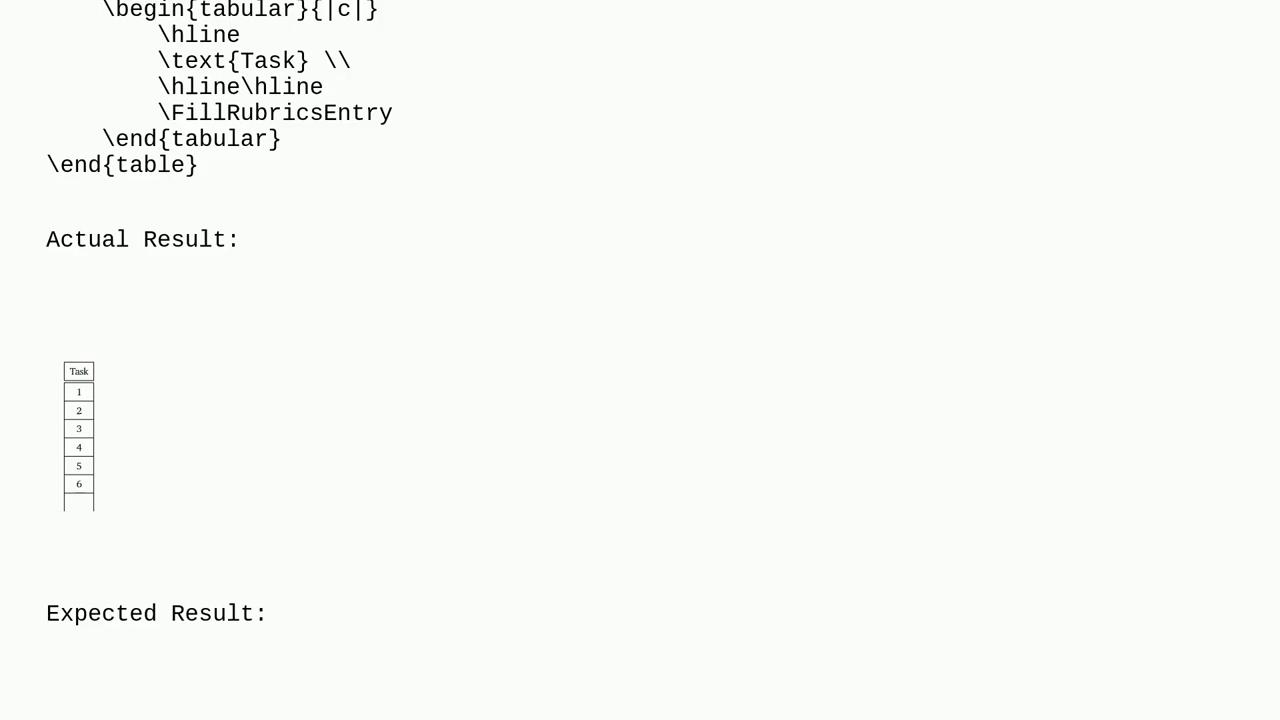 \begin{tabular}{|c|}
\hline
\text{Task} \\
\hline\hline
\FillRubricsEntry
\end{tabular}
\end{table}
Actual Result:
Task
1
2
3
4
5
6
Expected Result: